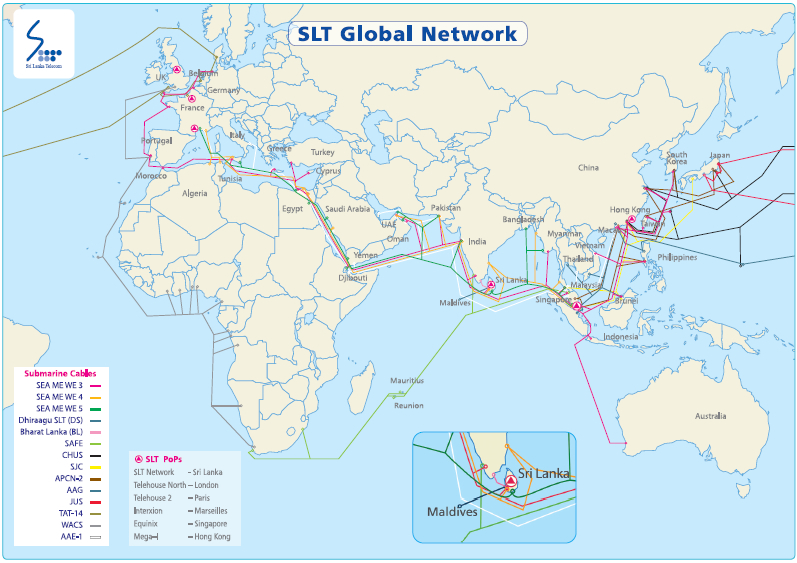 SLT Global Network
Sri Lanka Telecom
UK
Belgium
Germany
France
Portugal
Italy
Greece
Turkey
Cyprus
Morocco
Tunisia
Algeria
Egypt
Saudi Arabia
UAE
Oman
Pakistan
Yemen
Djibouti
India
Bangladesh
Myanmar
China
South
Korea
Japan
Hong Kong
Taiwan
Vietnam
Thailand
Philippines
Maldives
Sri Lanka
Malaysia
Singapore
Brunei
Indonesia
Mauritius
Reunion
Australia
Submarine Cables
SEA ME WE 3
SEA ME WE 4
SEA ME WE 5
Dhiraagu SLT (DS)
Bharat Lanka (BL)
SAFE
CHUS
SJC
APCN-2
AAG
JUS
TAT-14
WACS
AAE-1
SLT PoPs
SLT Network – Sri Lanka
Telehouse North – London
Telehouse 2 – Paris
Interxion – Marseilles
Equinix – Singapore
Mega-I – Hong Kong
Sri Lanka
Maldives